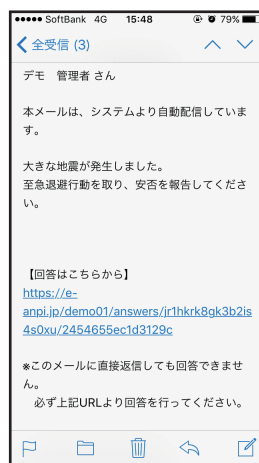 SoftBank 4G 15:48 79%
全受信 (3)
デモ 管理者 さん
本メールは、システムより自動配信していま
す。
大きな地震が発生しました。
至急退避行動を取り、安否を報告してくださ
い。
【回答はこちらから】
https://e-
anpi.jp/demo01/answers/jr1hkrk8gk3b2is
4s0xu/2454655ec1d3129c
※このメールに直接返信しても回答できませ
ん。
必ず上記URLより回答を行ってください。